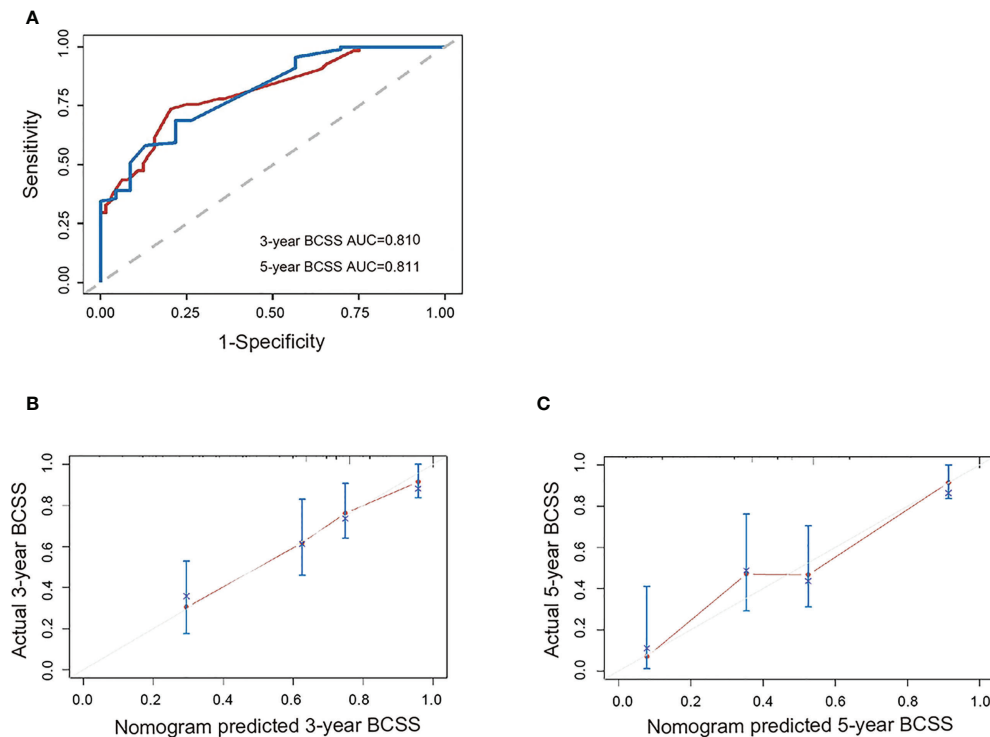 A
Sensitivity
1.00
0.75
0.50
0.25
0.00
3-year BCSS AUC=0.810
5-year BCSS AUC=0.811
0.00 0.25 0.50 0.75 1.00
1-Specificity
B
Actual 3-year BCSS
1.0
0.8
0.6
0.4
0.2
0.0
0.0 0.2 0.4 0.6 0.8 1.0
Nomogram predicted 3-year BCSS
C
Actual 5-year BCSS
1.0
0.8
0.6
0.4
0.2
0.0
0.0 0.2 0.4 0.6 0.8 1.0
Nomogram predicted 5-year BCSS